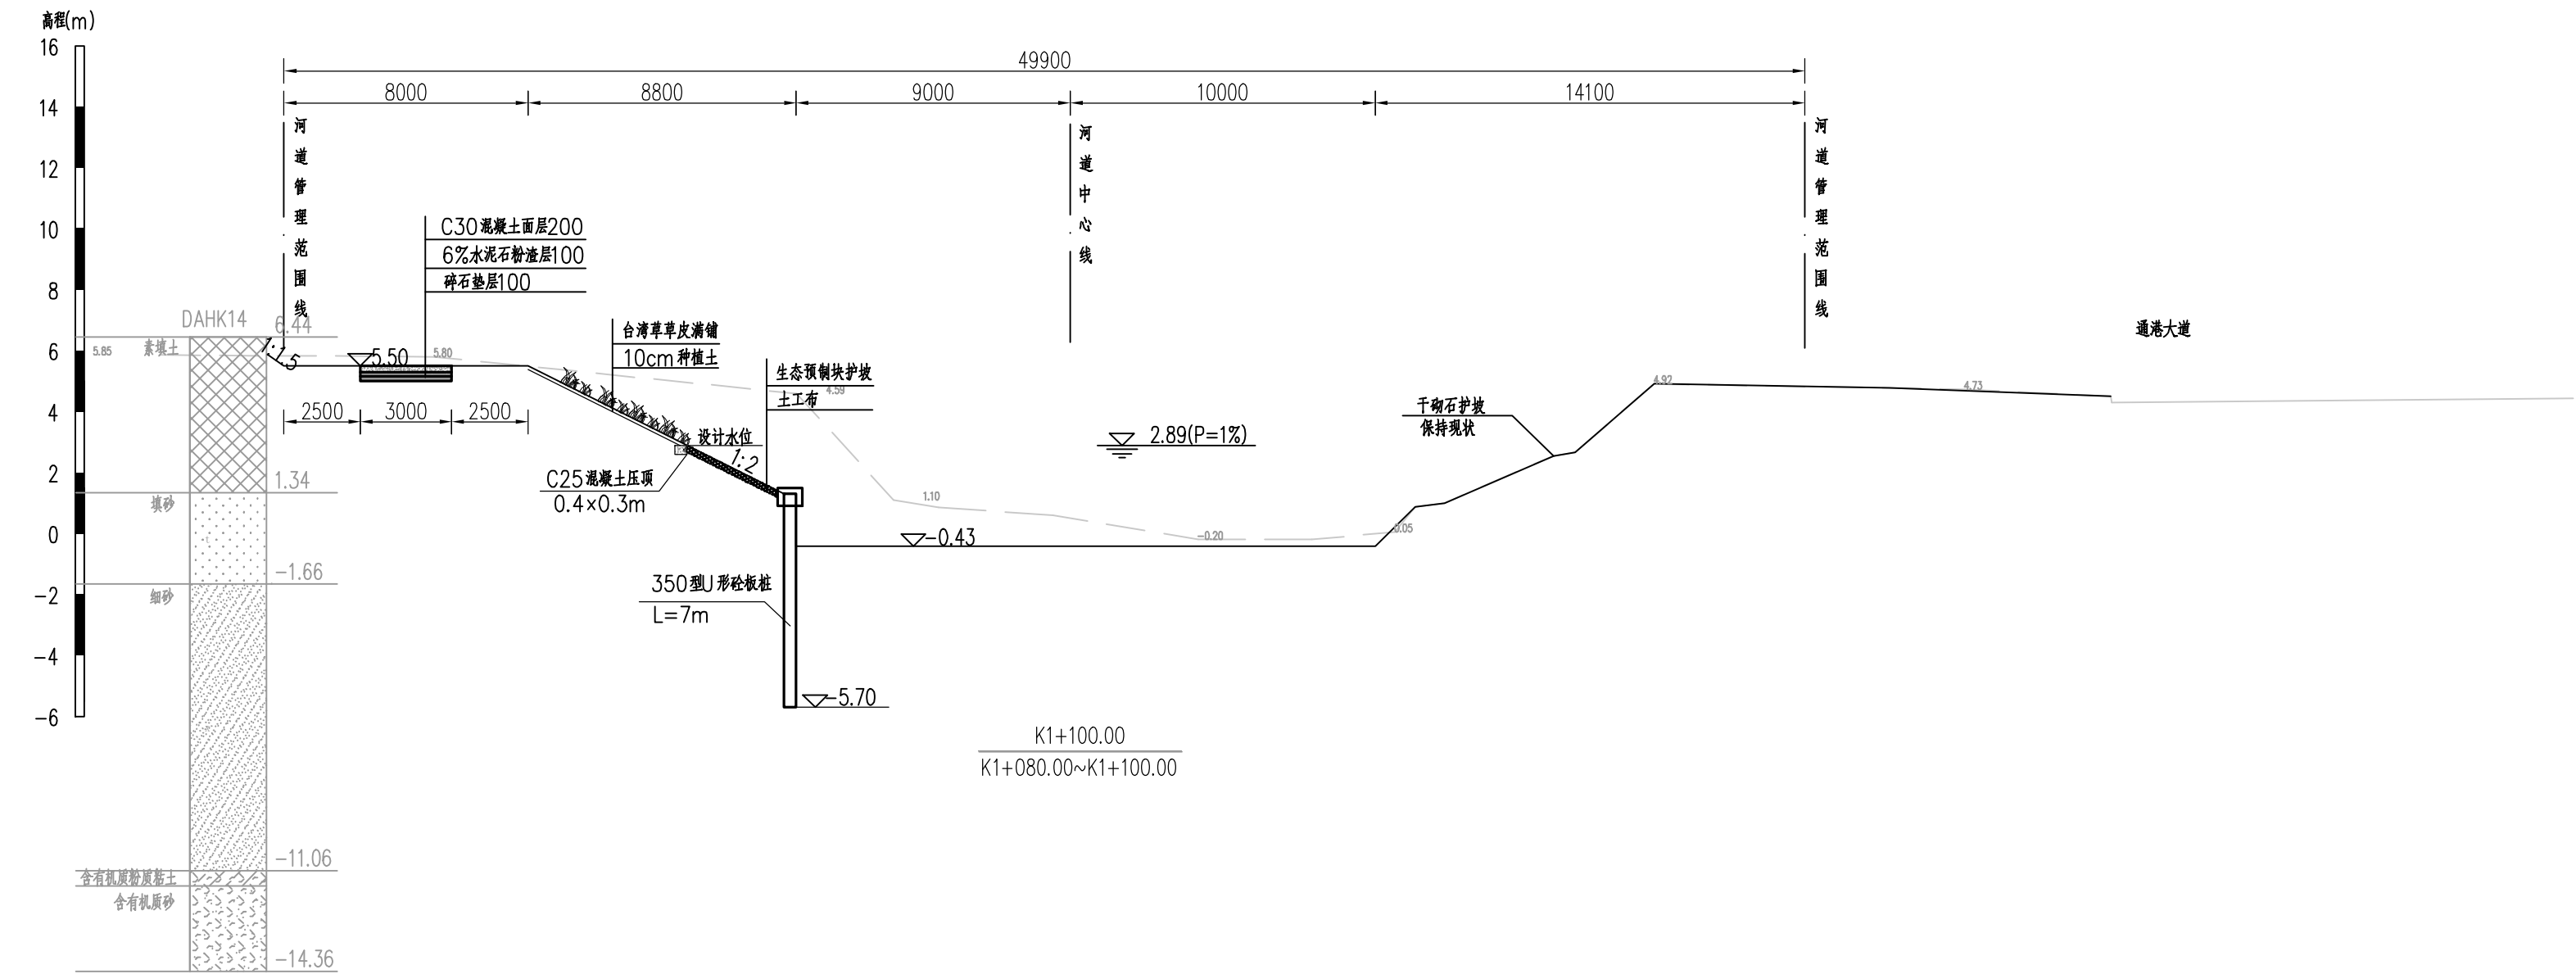 高程(m)
16
14
12
10
8
6
4
2
0
-2
-4
-6
49900
8000
8800
9000
10000
14100
河道管理范围线
河道中心线
河道管理范围线
C30混凝土面层200
6%水泥石粉渣层100
碎石垫层100
DAHK14
6.44
素填土
5.85
1:1.5
5.50
5.80
2500
3000
2500
台湾草草皮满铺
10cm种植土
生态预制块护坡
土工布
4.59
设计水位
1:2
C25混凝土压顶
0.4×0.3m
2.89(P=1%)
干砌石护坡
保持现状
4.92
4.73
通港大道
1.34
填砂
1.10
-0.20
0.05
-0.43
-1.66
细砂
350型U形砼板桩
L=7m
-5.70
K1+100.00
K1+080.00~K1+100.00
-11.06
含有机质粉质粘土
含有机质砂
-14.36